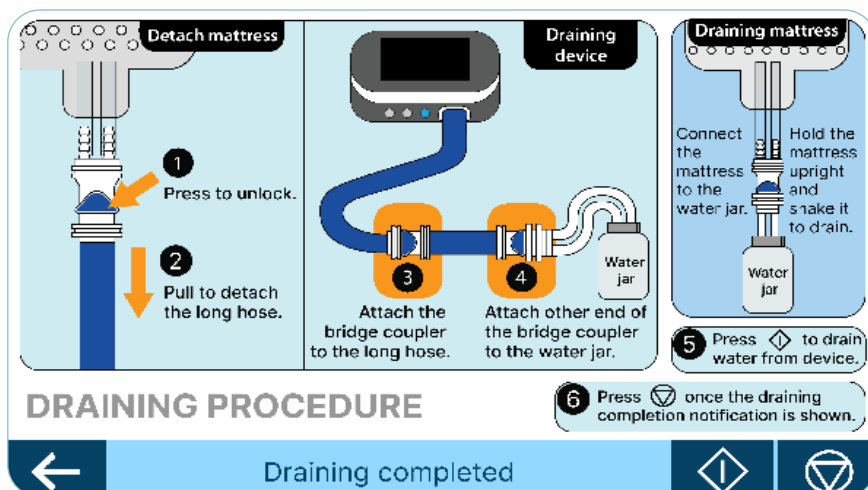 Detach mattress
1
Press to unlock.
2
Pull to detach
the long hose.
Draining
device
3
Attach the
bridge coupler
to the long hose.
4
Attach other end of
the bridge coupler
to the water jar.
Water
jar
Draining mattress
Connect
the
mattress
to the
water jar.
Hold the
mattress
upright
and
shake it
to drain.
Water
jar
5 Press to drain
water from device.
6 Press once the draining
completion notification is shown.
DRAINING PROCEDURE
Draining completed